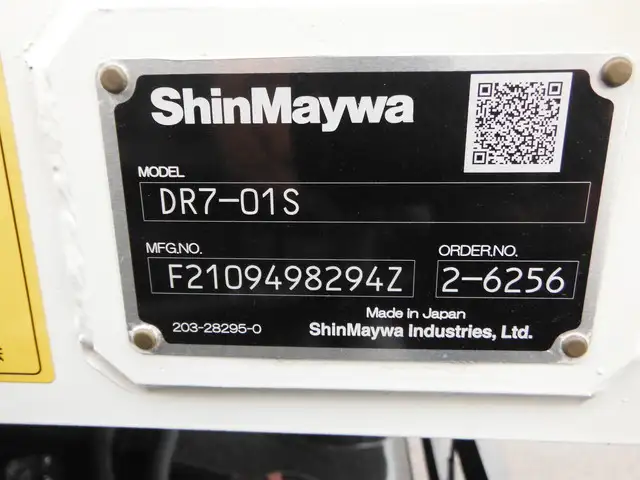 ShinMaywa
MODEL
DR7-01S
MFG.NO.
ORDER.NO.
F2109498294Z
2-6256
Made in Japan
203-28295-0
ShinMaywa Industries, Ltd.